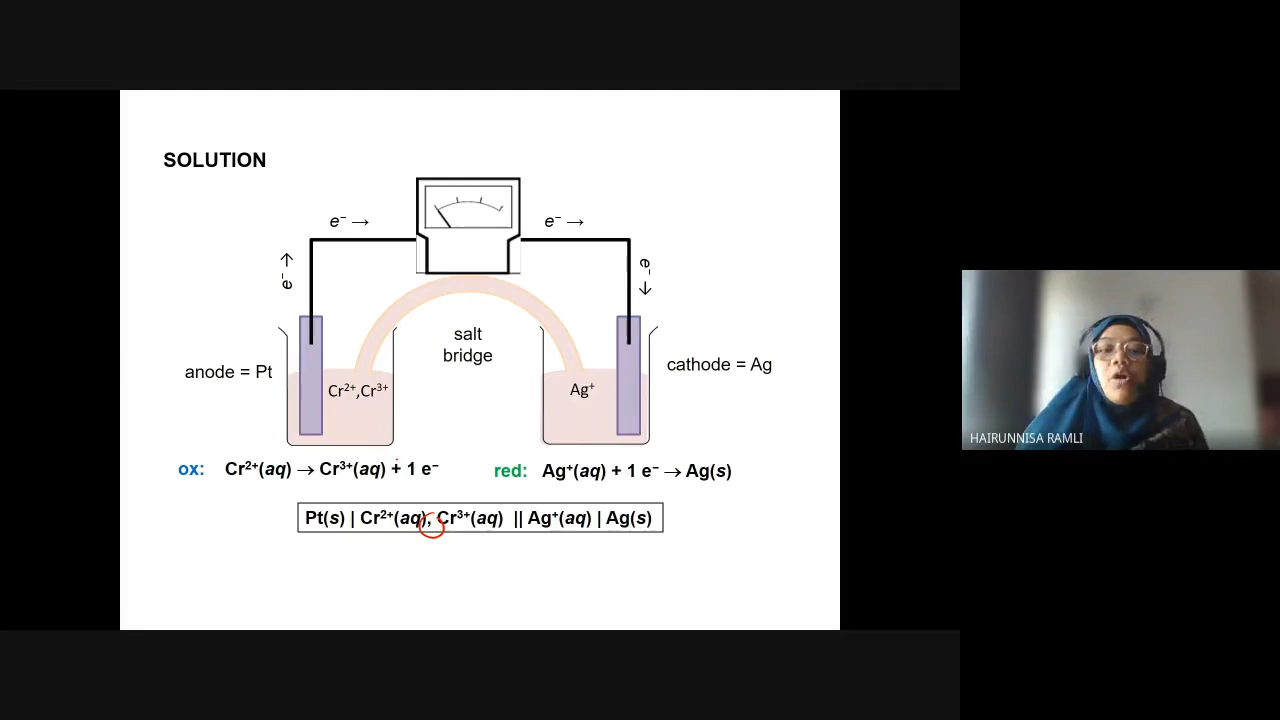 SOLUTION
e⁻ →
e⁻ →
e⁻ →
e⁻ →
salt
bridge
anode = Pt
cathode = Ag
Cr²⁺,Cr³⁺
Ag⁺
ox: Cr²⁺(aq) → Cr³⁺(aq) + 1 e⁻
red: Ag⁺(aq) + 1 e⁻ → Ag(s)
Pt(s) | Cr²⁺(aq), Cr³⁺(aq) || Ag⁺(aq) | Ag(s)
HAIRUNNISA RAMLI